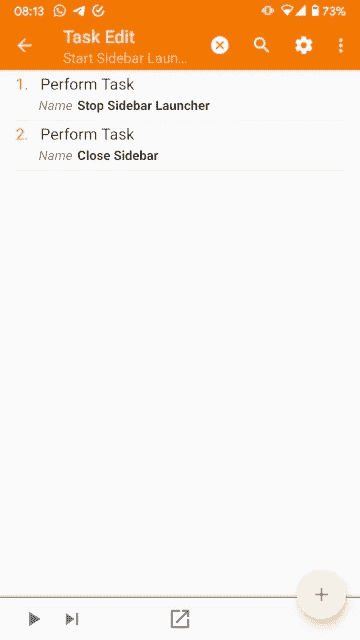 08:13
73%
Task Edit
Start Sidebar Laun...
1. Perform Task
Name Stop Sidebar Launcher
2. Perform Task
Name Close Sidebar